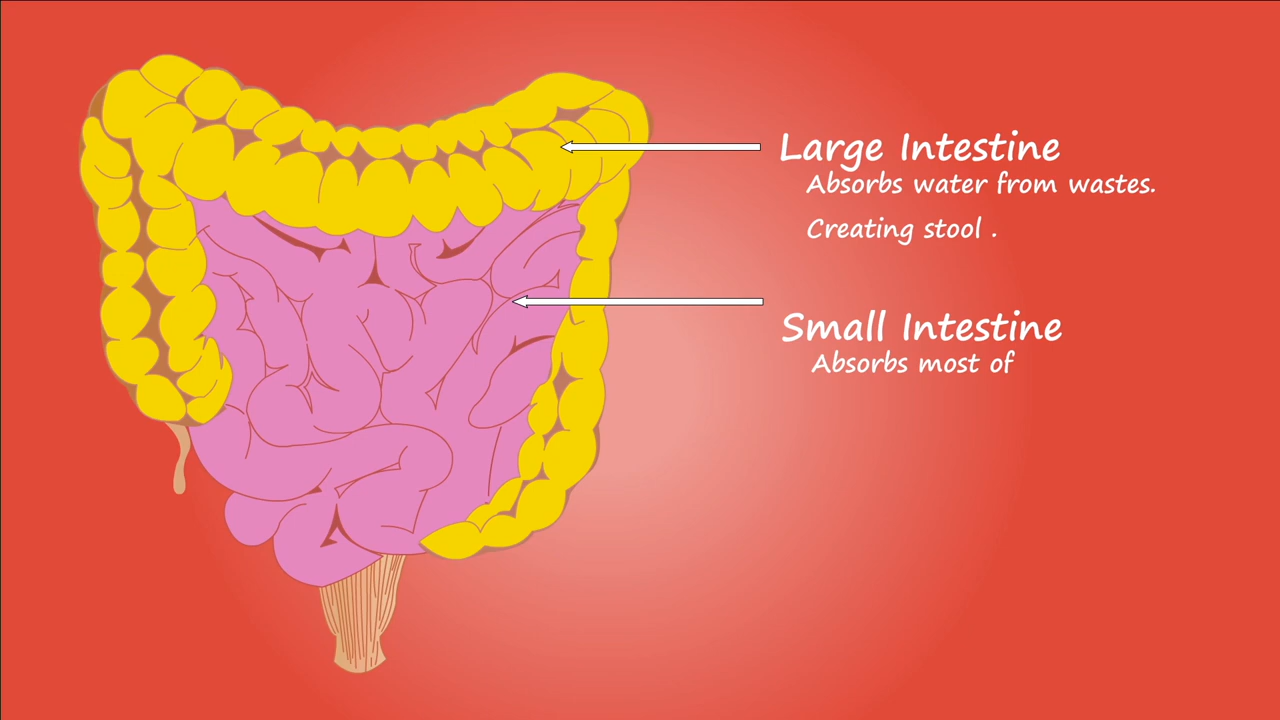 Large Intestine
Absorbs water from wastes.
Creating stool .
Small Intestine
Absorbs most of